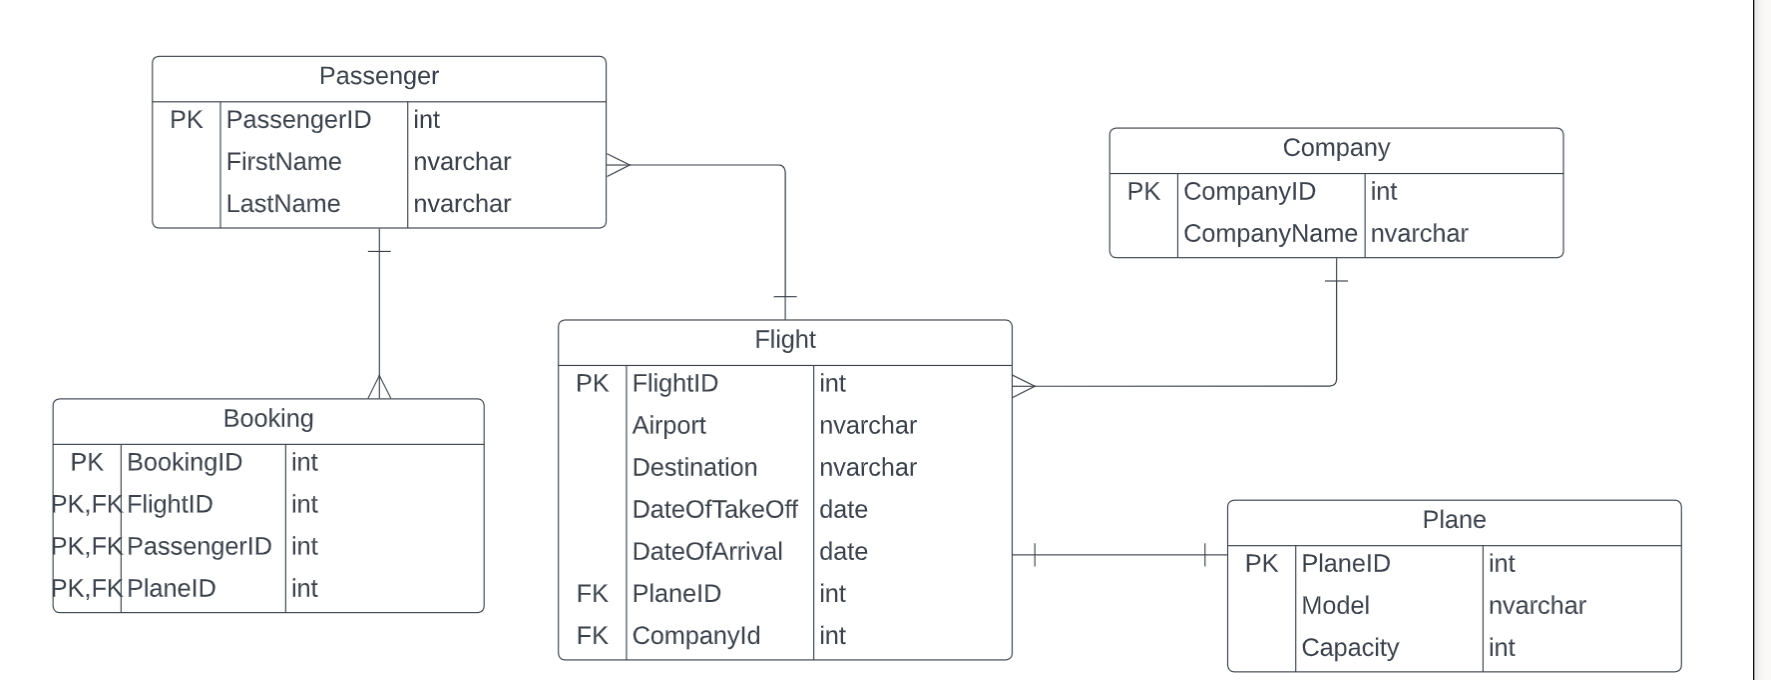 Passenger
PK PassengerID int
FirstName nvarchar
LastName nvarchar
Company
PK CompanyID int
CompanyName nvarchar
Flight
PK FlightID int
Airport nvarchar
Destination nvarchar
DateOfTakeOff date
DateOfArrival date
FK PlaneID int
FK CompanyId int
Booking
PK BookingID int
PK,FK FlightID int
PK,FK PassengerID int
PK,FK PlaneID int
Plane
PK PlaneID int
Model nvarchar
Capacity int